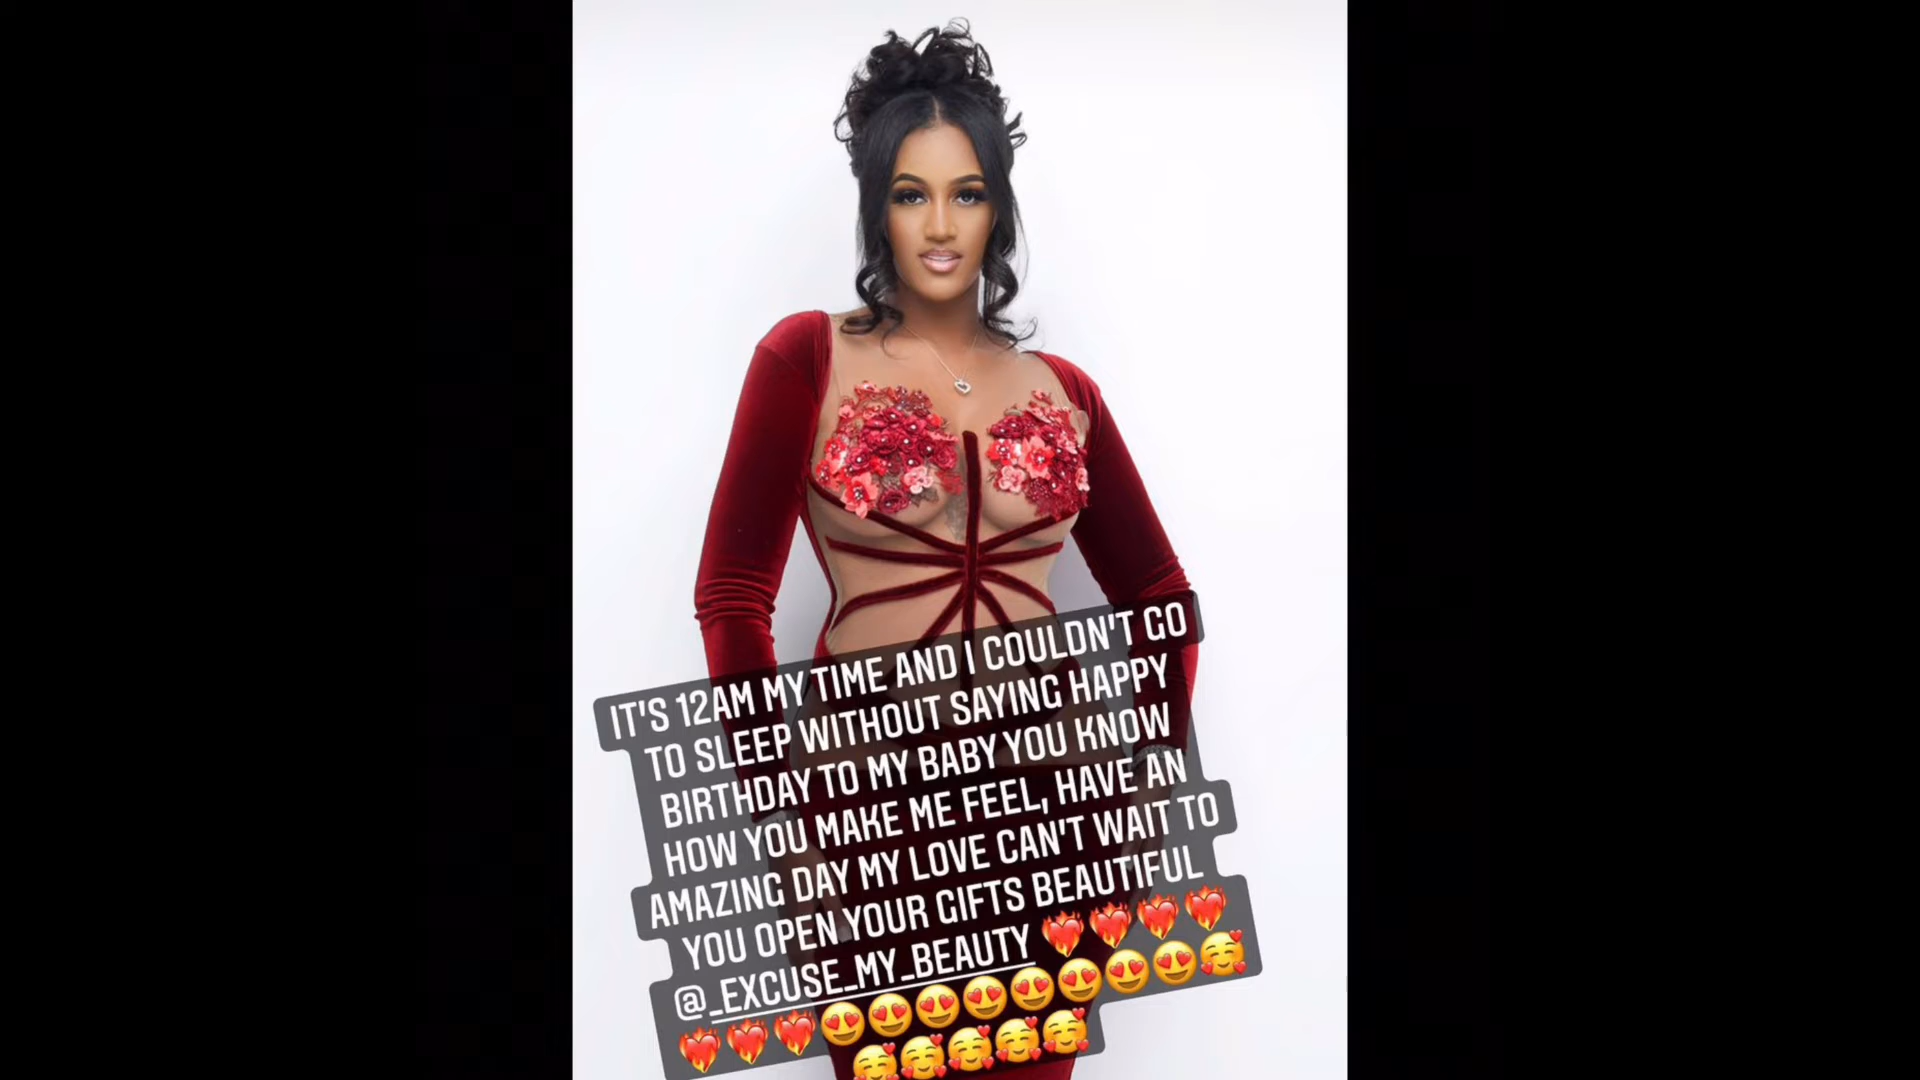 IT'S 12AM MY TIME AND I COULDN'T GO
TO SLEEP WITHOUT SAYING HAPPY
BIRTHDAY TO MY BABY YOU KNOW
HOW YOU MAKE ME FEEL, HAVE AN
AMAZING DAY MY LOVE CAN'T WAIT TO
YOU OPEN YOUR GIFTS BEAUTIFUL
@_EXCUSE_MY_BEAUTY ❤️‍🔥❤️‍🔥❤️‍🔥❤️‍🔥
❤️‍🔥❤️‍🔥❤️‍🔥😍😍😍😍😍😍😍😍🥰
🥰🥰🥰🥰🥰